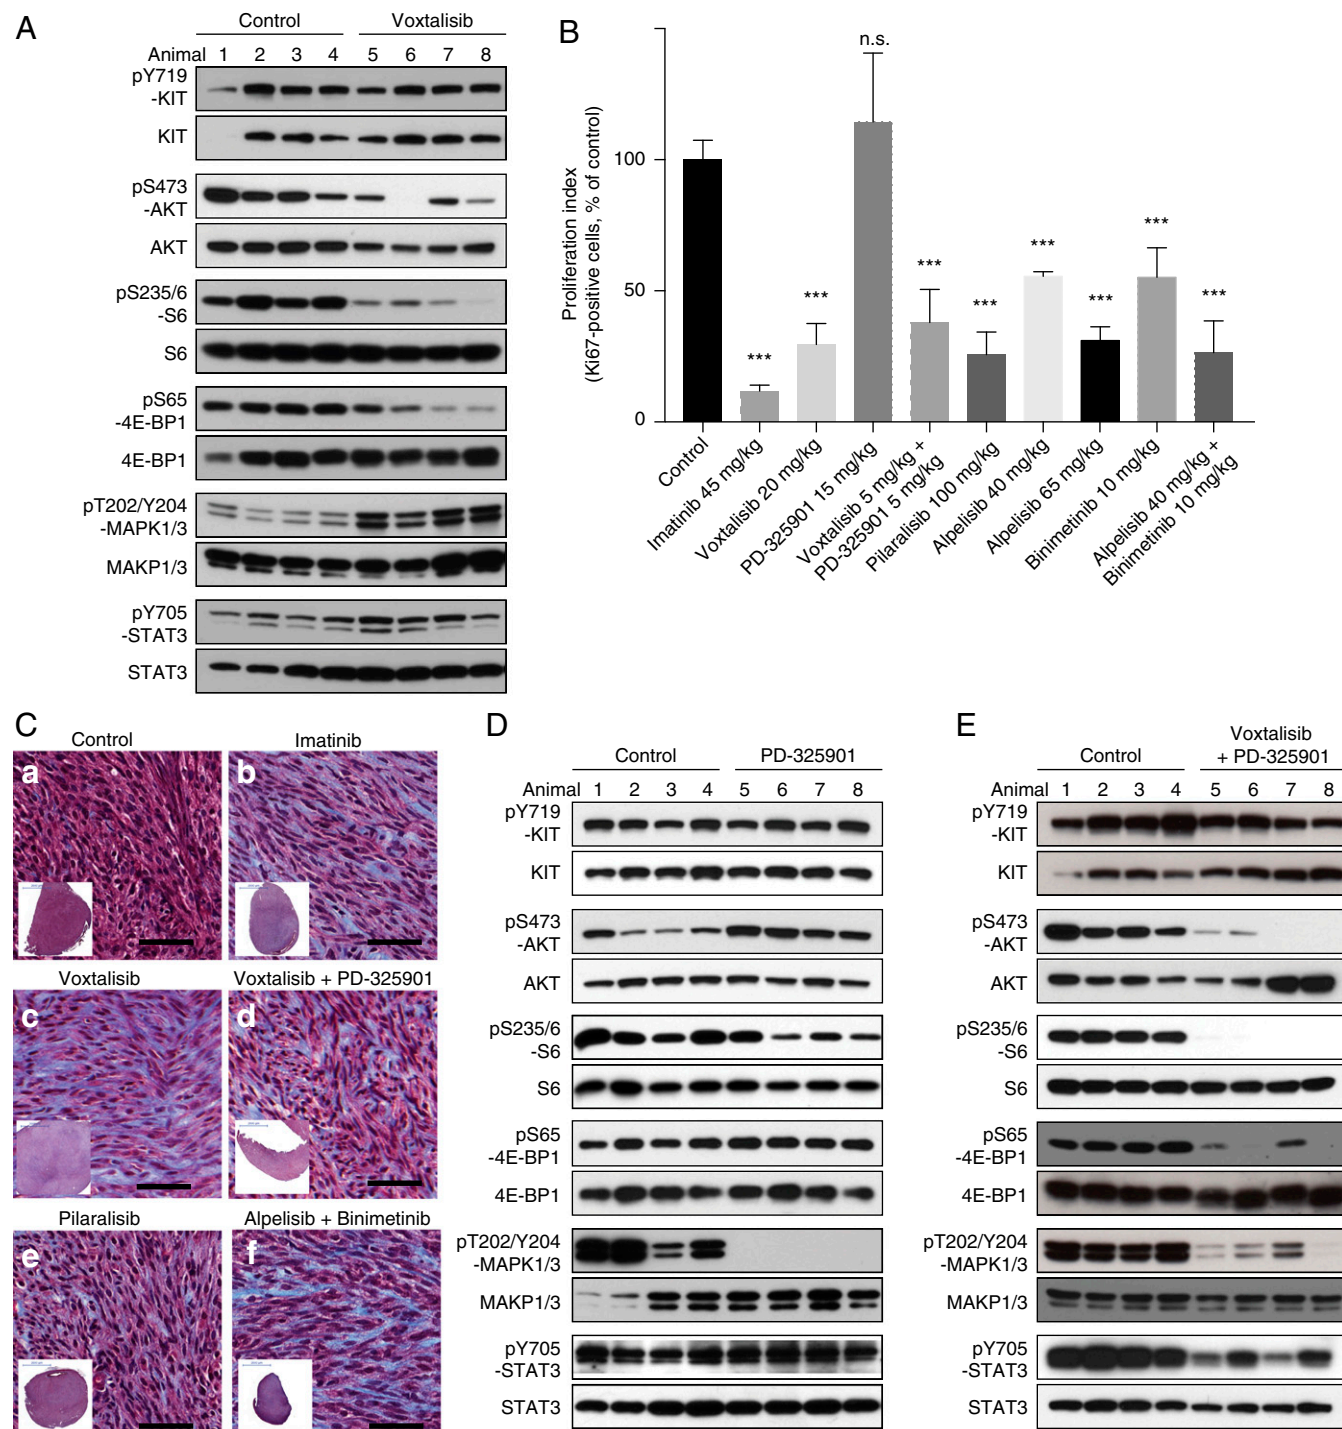 A
Control
Voxtalisib
Animal 1 2 3 4 5 6 7 8
pY719
-KIT
KIT
pS473
-AKT
AKT
pS235/6
-S6
S6
pS65
-4E-BP1
4E-BP1
pT202/Y204
-MAPK1/3
MAKP1/3
pY705
-STAT3
STAT3
B
Proliferation index
(Ki67-positive cells, % of control)
100
50
0
n.s.
***
***
***
***
***
***
***
***
Control
Imatinib 45 mg/kg
Voxtalisib 20 mg/kg
PD-325901 15 mg/kg
Voxtalisib 5 mg/kg +
PD-325901 5 mg/kg
Pilaralisib 100 mg/kg
Alpelisib 40 mg/kg
Alpelisib 65 mg/kg
Binimetinib 10 mg/kg
Alpelisib 40 mg/kg +
Binimetinib 10 mg/kg
C
Control
a
Imatinib
b
Voxtalisib
c
Voxtalisib + PD-325901
d
Pilaralisib
e
Alpelisib + Binimetinib
f
D
Control
PD-325901
Animal 1 2 3 4 5 6 7 8
pY719
-KIT
KIT
pS473
-AKT
AKT
pS235/6
-S6
S6
pS65
-4E-BP1
4E-BP1
pT202/Y204
-MAPK1/3
MAKP1/3
pY705
-STAT3
STAT3
E
Control
Voxtalisib
+ PD-325901
Animal 1 2 3 4 5 6 7 8
pY719
-KIT
KIT
pS473
-AKT
AKT
pS235/6
-S6
S6
pS65
-4E-BP1
4E-BP1
pT202/Y204
-MAPK1/3
MAKP1/3
pY705
-STAT3
STAT3